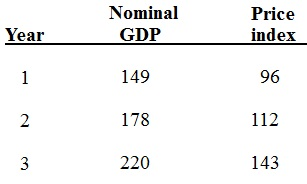 Nominal Price
Year GDP index
1 149 96
2 178 112
3 220 143